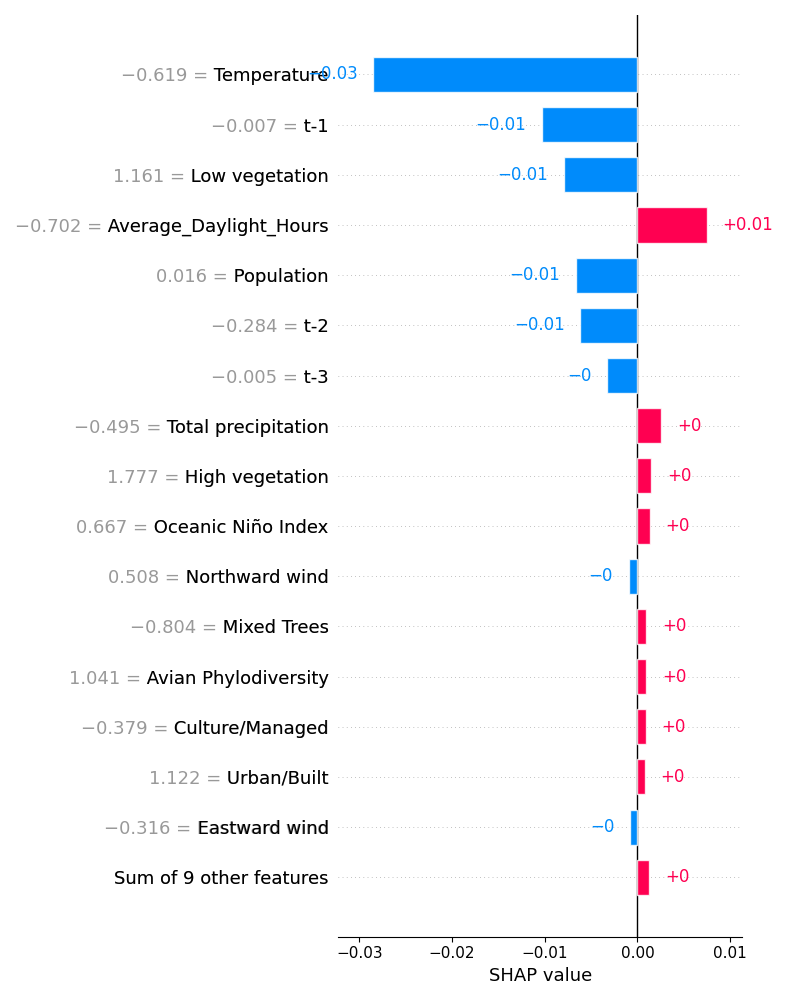 −0.619 = Temperature −0.03
−0.007 = t-1 −0.01
1.161 = Low vegetation −0.01
−0.702 = Average_Daylight_Hours +0.01
0.016 = Population −0.01
−0.284 = t-2 −0.01
−0.005 = t-3 −0
−0.495 = Total precipitation +0
1.777 = High vegetation +0
0.667 = Oceanic Niño Index +0
0.508 = Northward wind −0
−0.804 = Mixed Trees +0
1.041 = Avian Phylodiversity +0
−0.379 = Culture/Managed +0
1.122 = Urban/Built +0
−0.316 = Eastward wind −0
Sum of 9 other features +0
−0.03 −0.02 −0.01 0.00 0.01
SHAP value